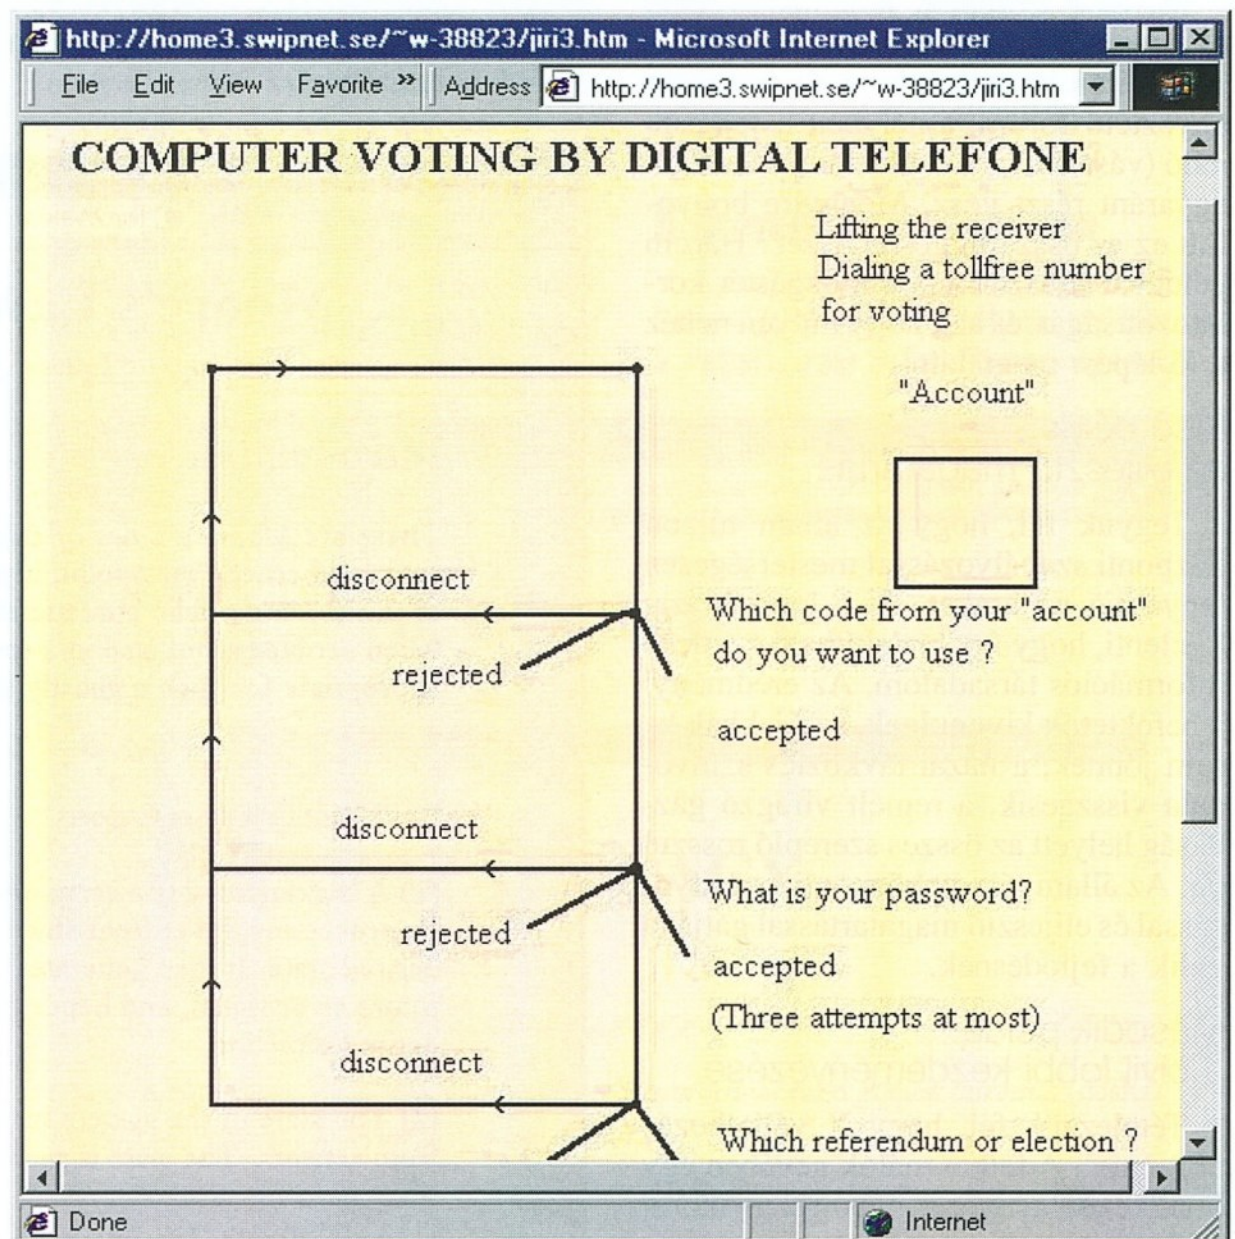 http://home3.swipnet.se/~w-38823/jiri3.htm - Microsoft Internet Explorer
File Edit View Favorite » Address http://home3.swipnet.se/~w-38823/jiri3.htm
COMPUTER VOTING BY DIGITAL TELEFONE
Lifting the receiver
Dialing a tollfree number
for voting
"Account"
disconnect
Which code from your "account"
do you want to use ?
rejected
accepted
disconnect
What is your password?
rejected
accepted
(Three attempts at most)
disconnect
Which referendum or election ?
Done Internet